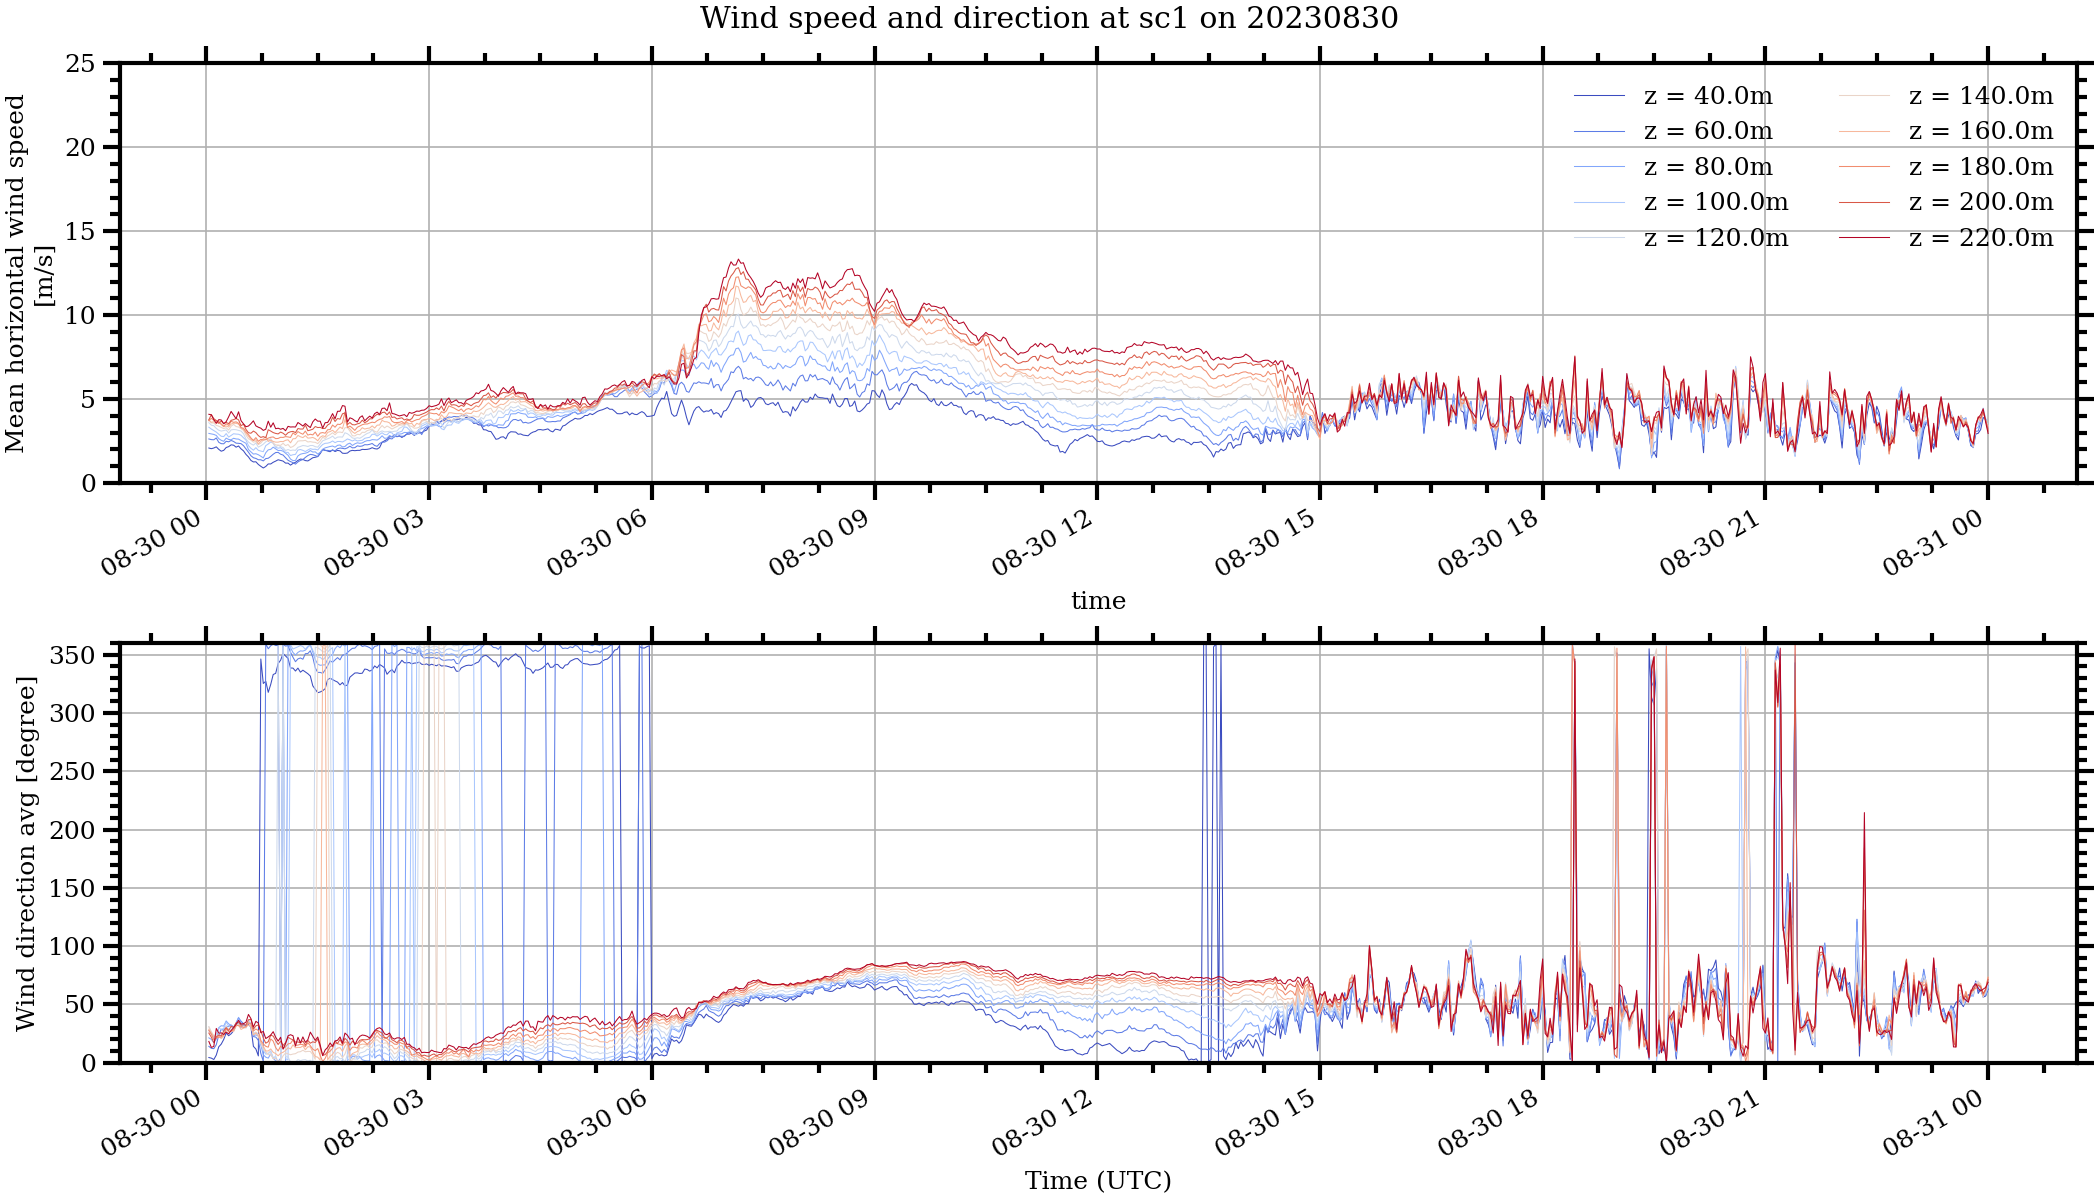 Wind speed and direction at sc1 on 20230830
Mean horizontal wind speed
[m/s]
25
20
15
10
5
0
z = 40.0m
z = 60.0m
z = 80.0m
z = 100.0m
z = 120.0m
z = 140.0m
z = 160.0m
z = 180.0m
z = 200.0m
z = 220.0m
08-30 00
08-30 03
08-30 06
08-30 09
08-30 12
08-30 15
08-30 18
08-30 21
08-31 00
time
Wind direction avg [degree]
350
300
250
200
150
100
50
0
08-30 00
08-30 03
08-30 06
08-30 09
08-30 12
08-30 15
08-30 18
08-30 21
08-31 00
Time (UTC)